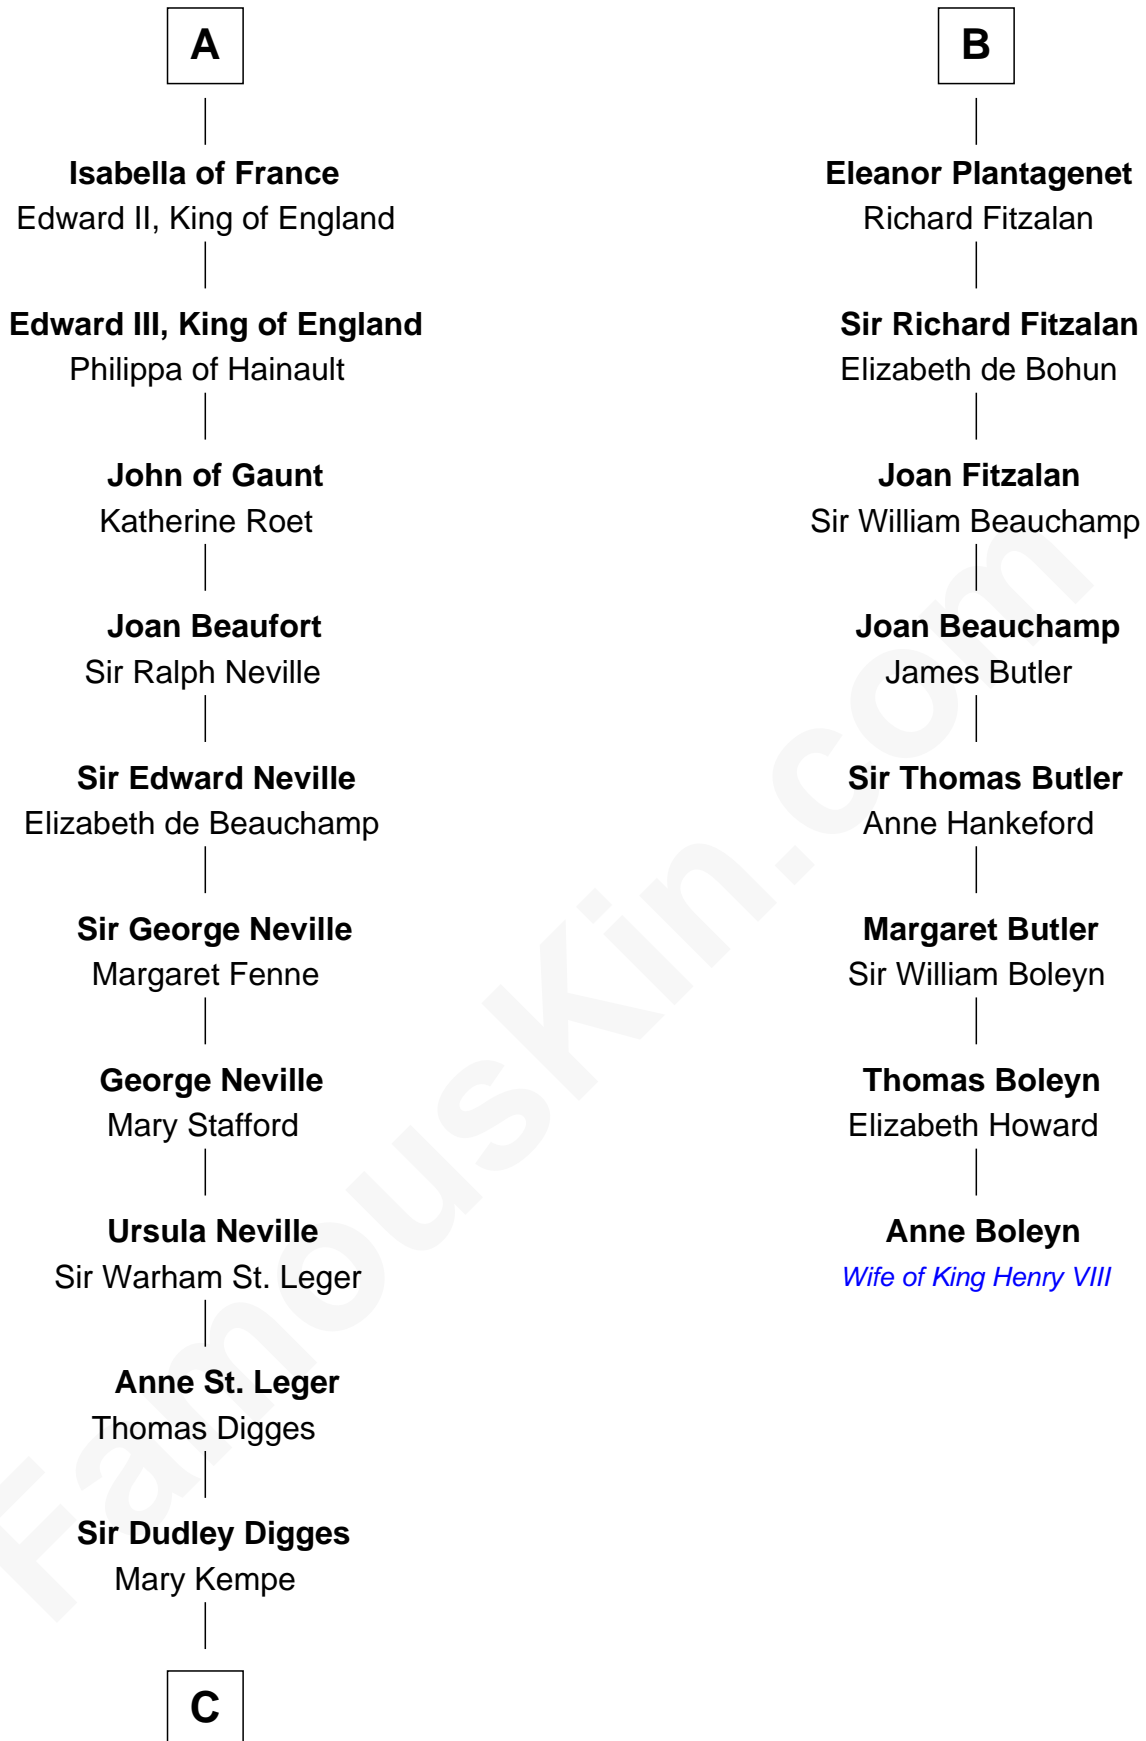 A
Isabella of France
Edward II, King of England
Edward III, King of England
Philippa of Hainault
John of Gaunt
Katherine Roet
Joan Beaufort
Sir Ralph Neville
Sir Edward Neville
Elizabeth de Beauchamp
Sir George Neville
Margaret Fenne
George Neville
Mary Stafford
Ursula Neville
Sir Warham St. Leger
Anne St. Leger
Thomas Digges
Sir Dudley Digges
Mary Kempe
C
B
Eleanor Plantagenet
Richard Fitzalan
Sir Richard Fitzalan
Elizabeth de Bohun
Joan Fitzalan
Sir William Beauchamp
Joan Beauchamp
James Butler
Sir Thomas Butler
Anne Hankeford
Margaret Butler
Sir William Boleyn
Thomas Boleyn
Elizabeth Howard
Anne Boleyn
Wife of King Henry VIII
FamousKin.com